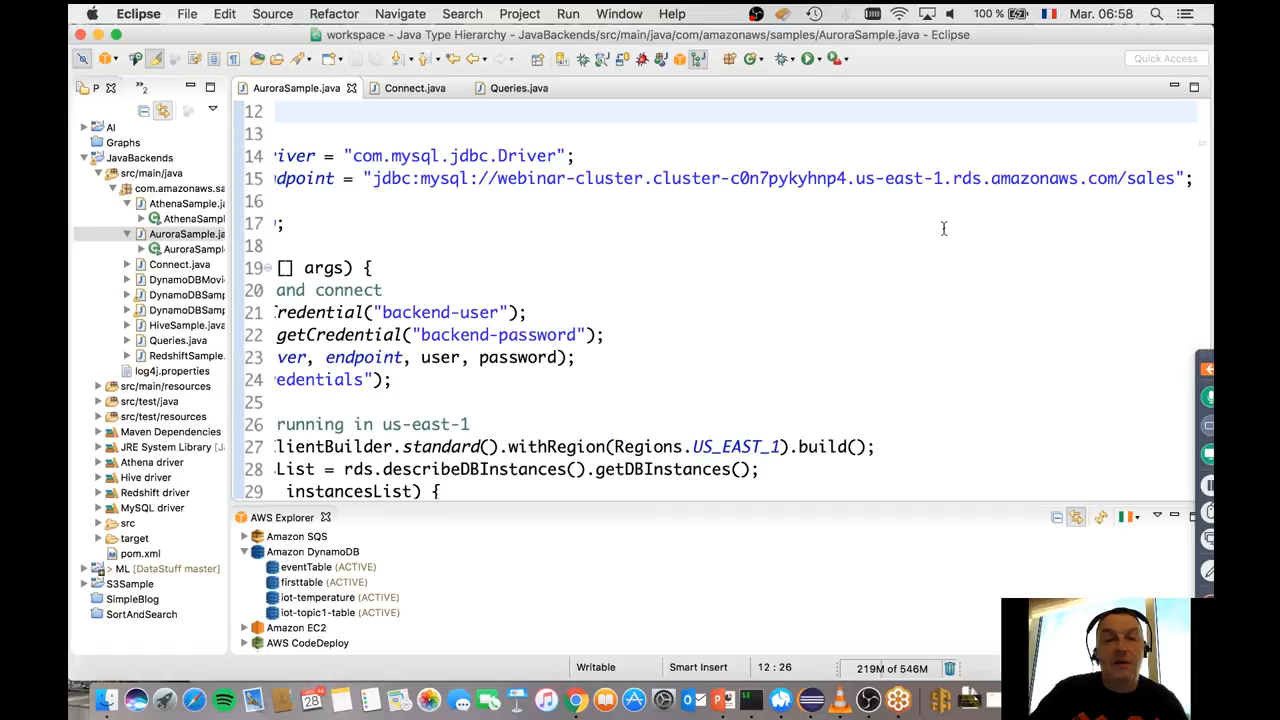 Eclipse File Edit Source Refactor Navigate Search Project Run Window Help 100 % Mar. 06:58
workspace - Java Type Hierarchy - JavaBackends/src/main/java/com/amazonaws/samples/AuroraSample.java - Eclipse
Quick Access
P
2
AuroraSample.java Connect.java Queries.java
AI
Graphs
JavaBackends
src/main/java
com.amazonaws.sa
AthenaSample.ja
AthenaSampl
AuroraSample.ja
AuroraSampl
Connect.java
DynamoDBMovi
DynamoDBSam
DynamoDBSam
HiveSample.java
Queries.java
RedshiftSample.
log4j.properties
src/main/resources
src/test/java
src/test/resources
Maven Dependencies
JRE System Library [Ja
Athena driver
Hive driver
Redshift driver
MySQL driver
src
target
pom.xml
> ML [DataStuff master]
S3Sample
SimpleBlog
SortAndSearch
12
13
14 iver = "com.mysql.jdbc.Driver";
15 dpoint = "jdbc:mysql://webinar-cluster.cluster-c0n7pykyhnp4.us-east-1.rds.amazonaws.com/sales";
16
17 ;
18
19 [] args) {
20 and connect
21 redential("backend-user");
22 getCredential("backend-password");
23 ver, endpoint, user, password);
24 edentials");
25
26 running in us-east-1
27 lientBuilder.standard().withRegion(Regions.US_EAST_1).build();
28 sList = rds.describeDBInstances().getDBInstances();
29 instancesList) {
AWS Explorer
Amazon SQS
Amazon DynamoDB
eventTable (ACTIVE)
firsttable (ACTIVE)
iot-temperature (ACTIVE)
iot-topic1-table (ACTIVE)
Amazon EC2
AWS CodeDeploy
Writable Smart Insert 12 : 26 219M of 546M
28